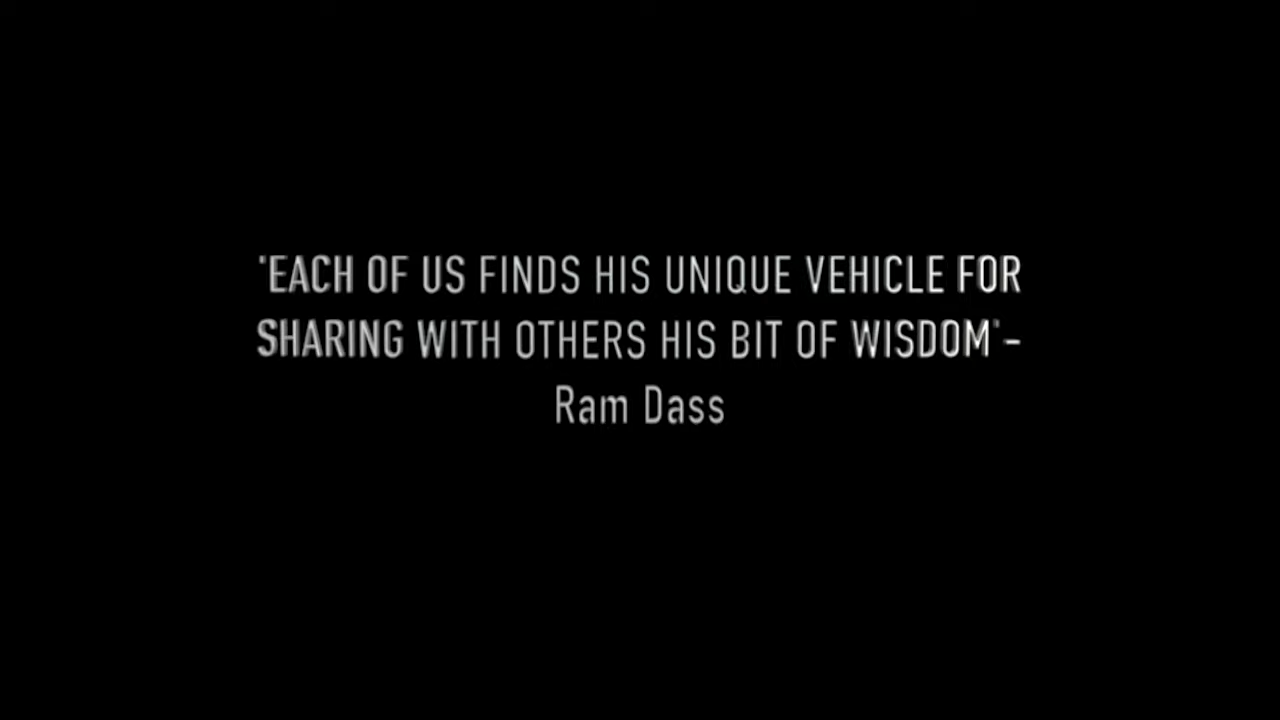 'EACH OF US FINDS HIS UNIQUE VEHICLE FOR
SHARING WITH OTHERS HIS BIT OF WISDOM'-
Ram Dass